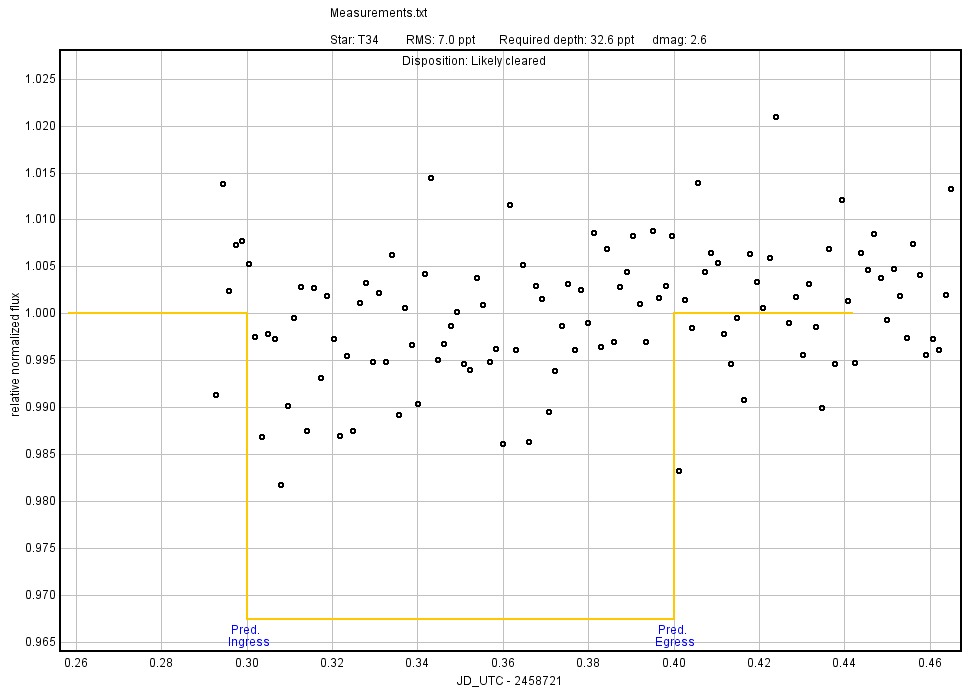 Measurements.txt
Star: T34 RMS: 7.0 ppt Required depth: 32.6 ppt dmag: 2.6
Disposition: Likely cleared
relative normalized flux
1.025
1.020
1.015
1.010
1.005
1.000
0.995
0.990
0.985
0.980
0.975
0.970
0.965
Pred.
Ingress
Pred.
Egress
0.26 0.28 0.30 0.32 0.34 0.36 0.38 0.40 0.42 0.44 0.46
JD_UTC - 2458721